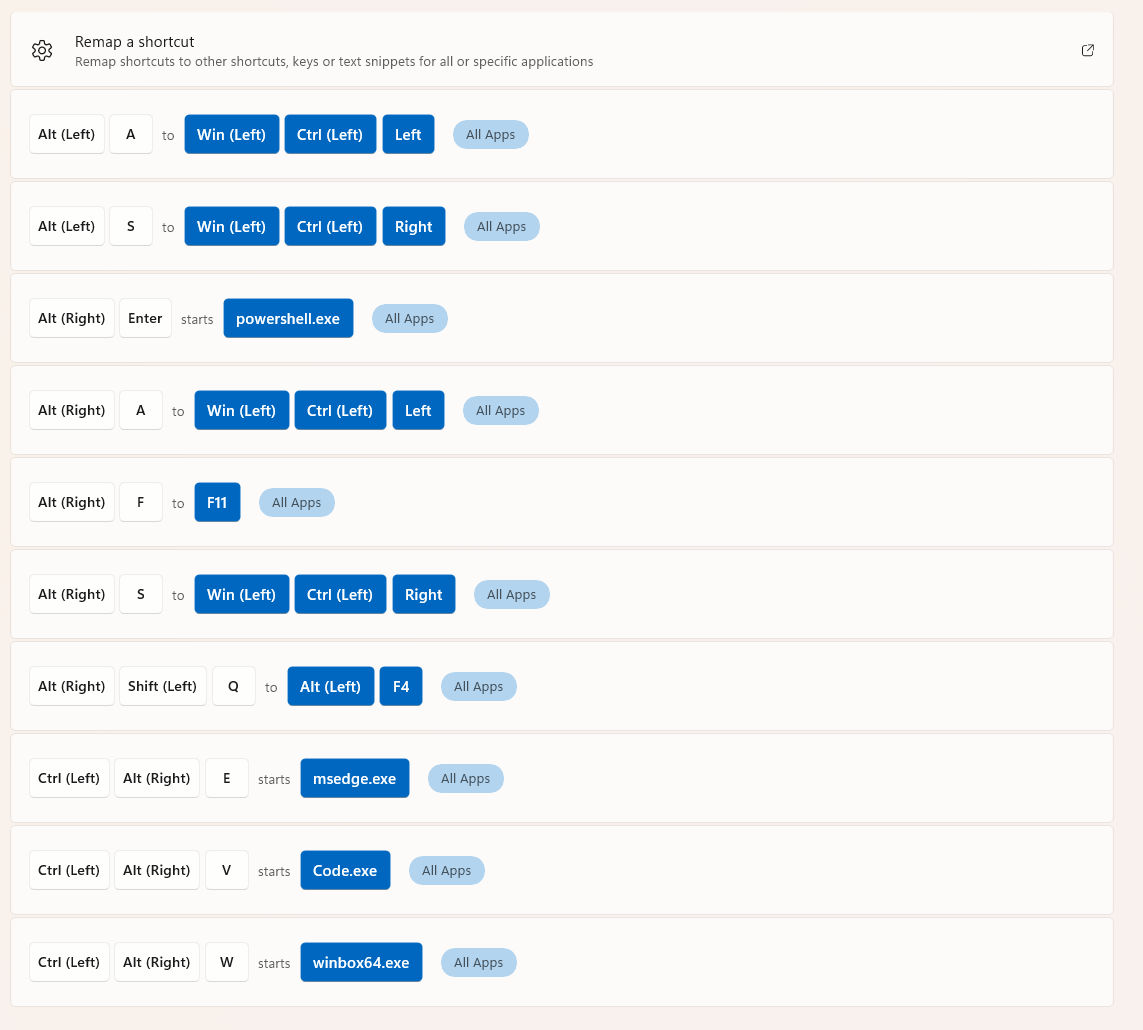 Remap a shortcut
Remap shortcuts to other shortcuts, keys or text snippets for all or specific applications
Alt (Left) A to Win (Left) Ctrl (Left) Left All Apps
Alt (Left) S to Win (Left) Ctrl (Left) Right All Apps
Alt (Right) Enter starts powershell.exe All Apps
Alt (Right) A to Win (Left) Ctrl (Left) Left All Apps
Alt (Right) F to F11 All Apps
Alt (Right) S to Win (Left) Ctrl (Left) Right All Apps
Alt (Right) Shift (Left) Q to Alt (Left) F4 All Apps
Ctrl (Left) Alt (Right) E starts msedge.exe All Apps
Ctrl (Left) Alt (Right) V starts Code.exe All Apps
Ctrl (Left) Alt (Right) W starts winbox64.exe All Apps